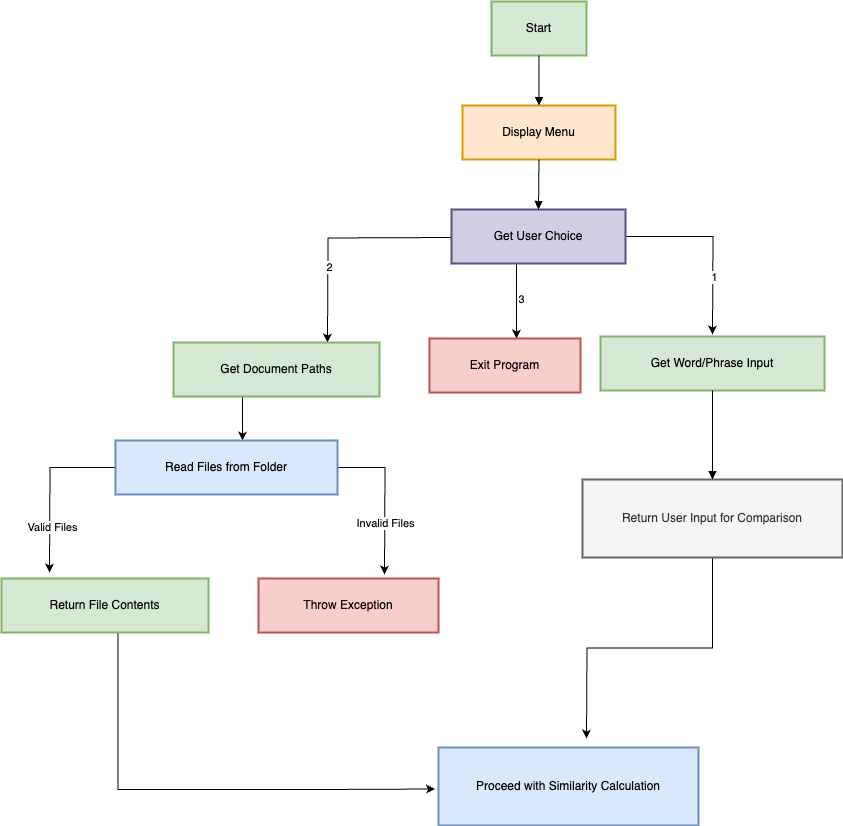 Start
Display Menu
Get User Choice
2
1
3
Get Document Paths
Exit Program
Get Word/Phrase Input
Read Files from Folder
Valid Files
Invalid Files
Return User Input for Comparison
Return File Contents
Throw Exception
Proceed with Similarity Calculation